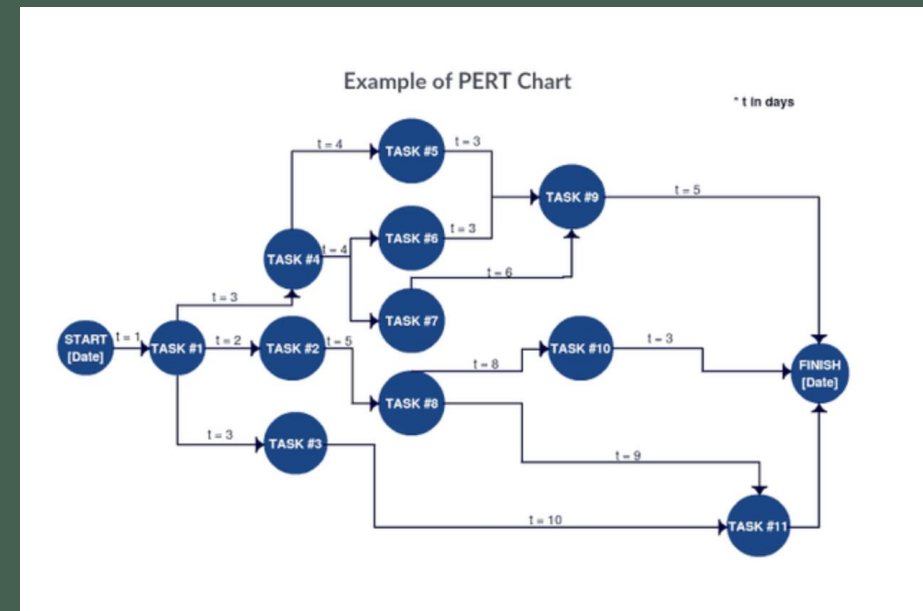 Example of PERT Chart
* t in days
t = 4
TASK #5
t = 3
TASK #9
t = 5
TASK #6
t = 3
TASK #4
t = 4
t = 6
t = 3
TASK #7
START
[Date]
t = 1
TASK #1
t = 2
TASK #2
t = 5
TASK #10
t = 3
t = 8
FINISH
[Date]
TASK #8
t = 3
TASK #3
t = 9
t = 10
TASK #11